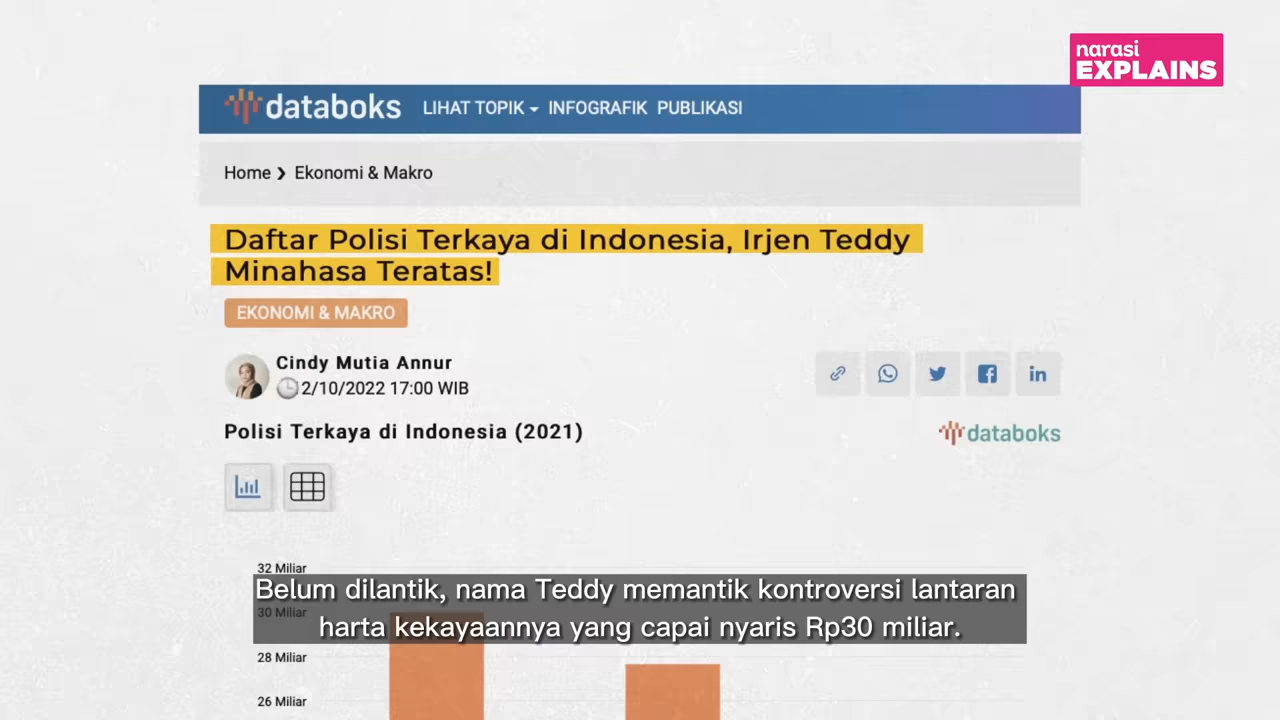 narasi
EXPLAINS
databoks LIHAT TOPIK INFOGRAFIK PUBLIKASI
Home › Ekonomi & Makro
Daftar Polisi Terkaya di Indonesia, Irjen Teddy
Minahasa Teratas!
EKONOMI & MAKRO
Cindy Mutia Annur
2/10/2022 17:00 WIB
Polisi Terkaya di Indonesia (2021)
databoks
32 Miliar
Belum dilantik, nama Teddy memantik kontroversi lantaran
30 Miliar
harta kekayaannya yang capai nyaris Rp30 miliar.
28 Miliar
26 Miliar